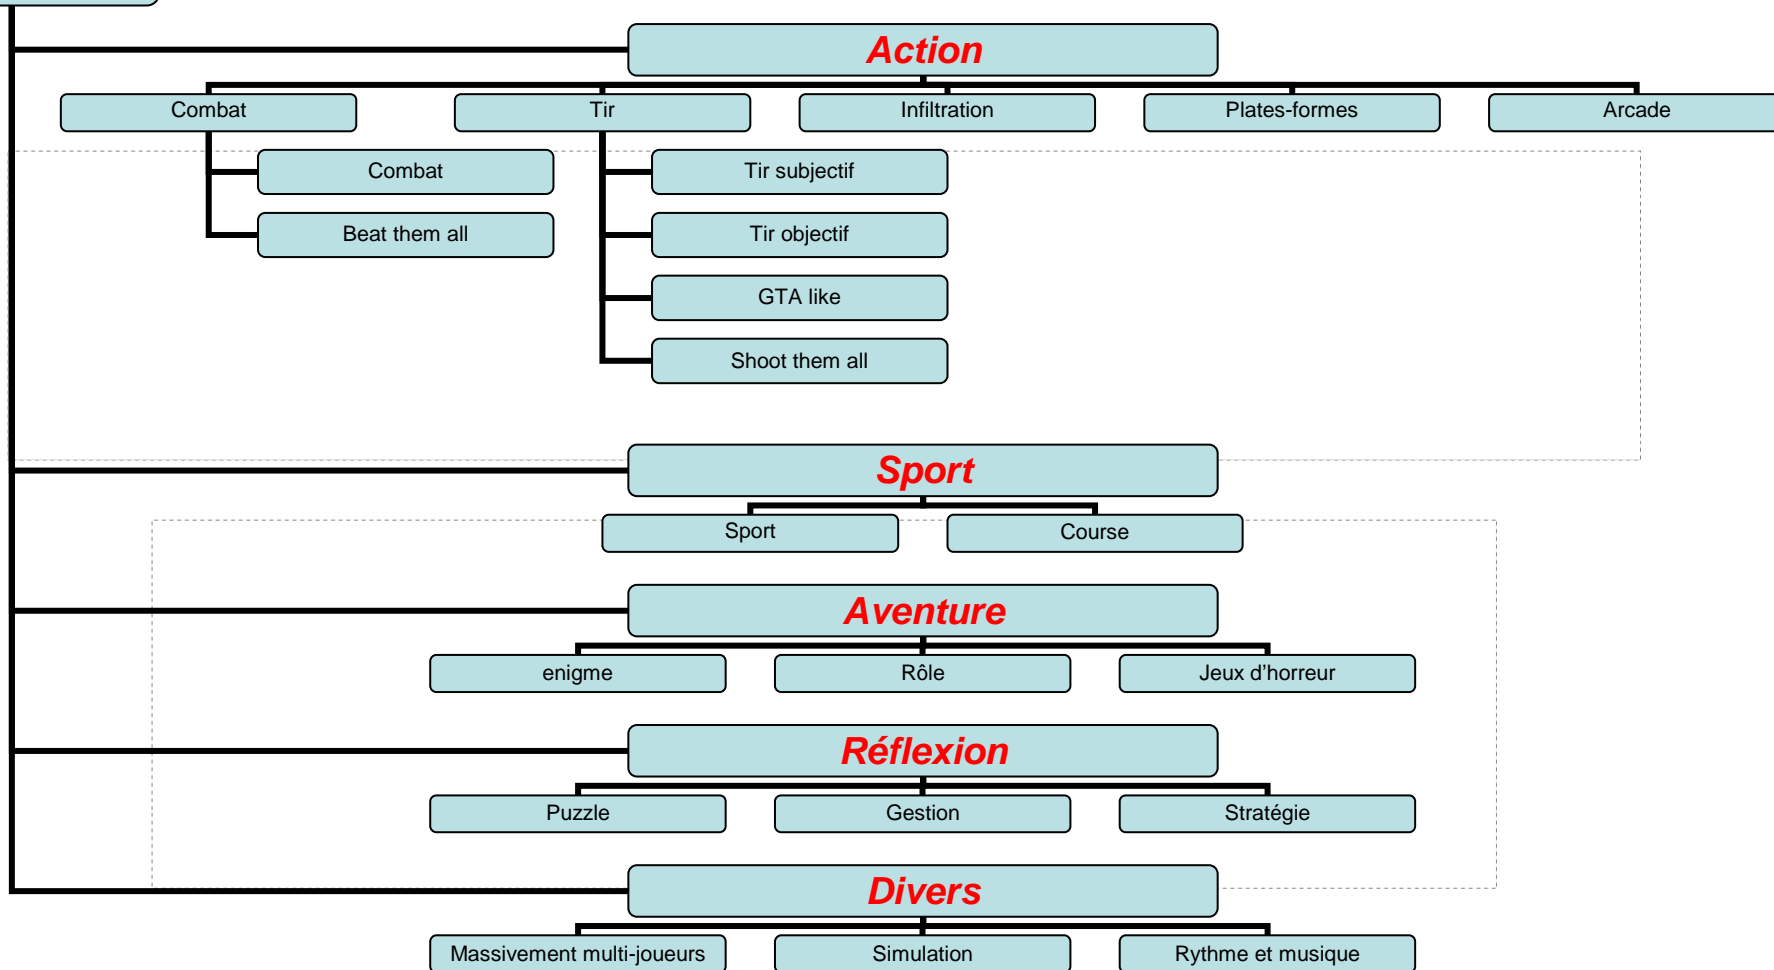 Action
Combat
Tir
Infiltration
Plates-formes
Arcade
Combat
Beat them all
Tir subjectif
Tir objectif
GTA like
Shoot them all
Sport
Sport
Course
Aventure
enigme
Rôle
Jeux d'horreur
Réflexion
Puzzle
Gestion
Stratégie
Divers
Massivement multi-joueurs
Simulation
Rythme et musique